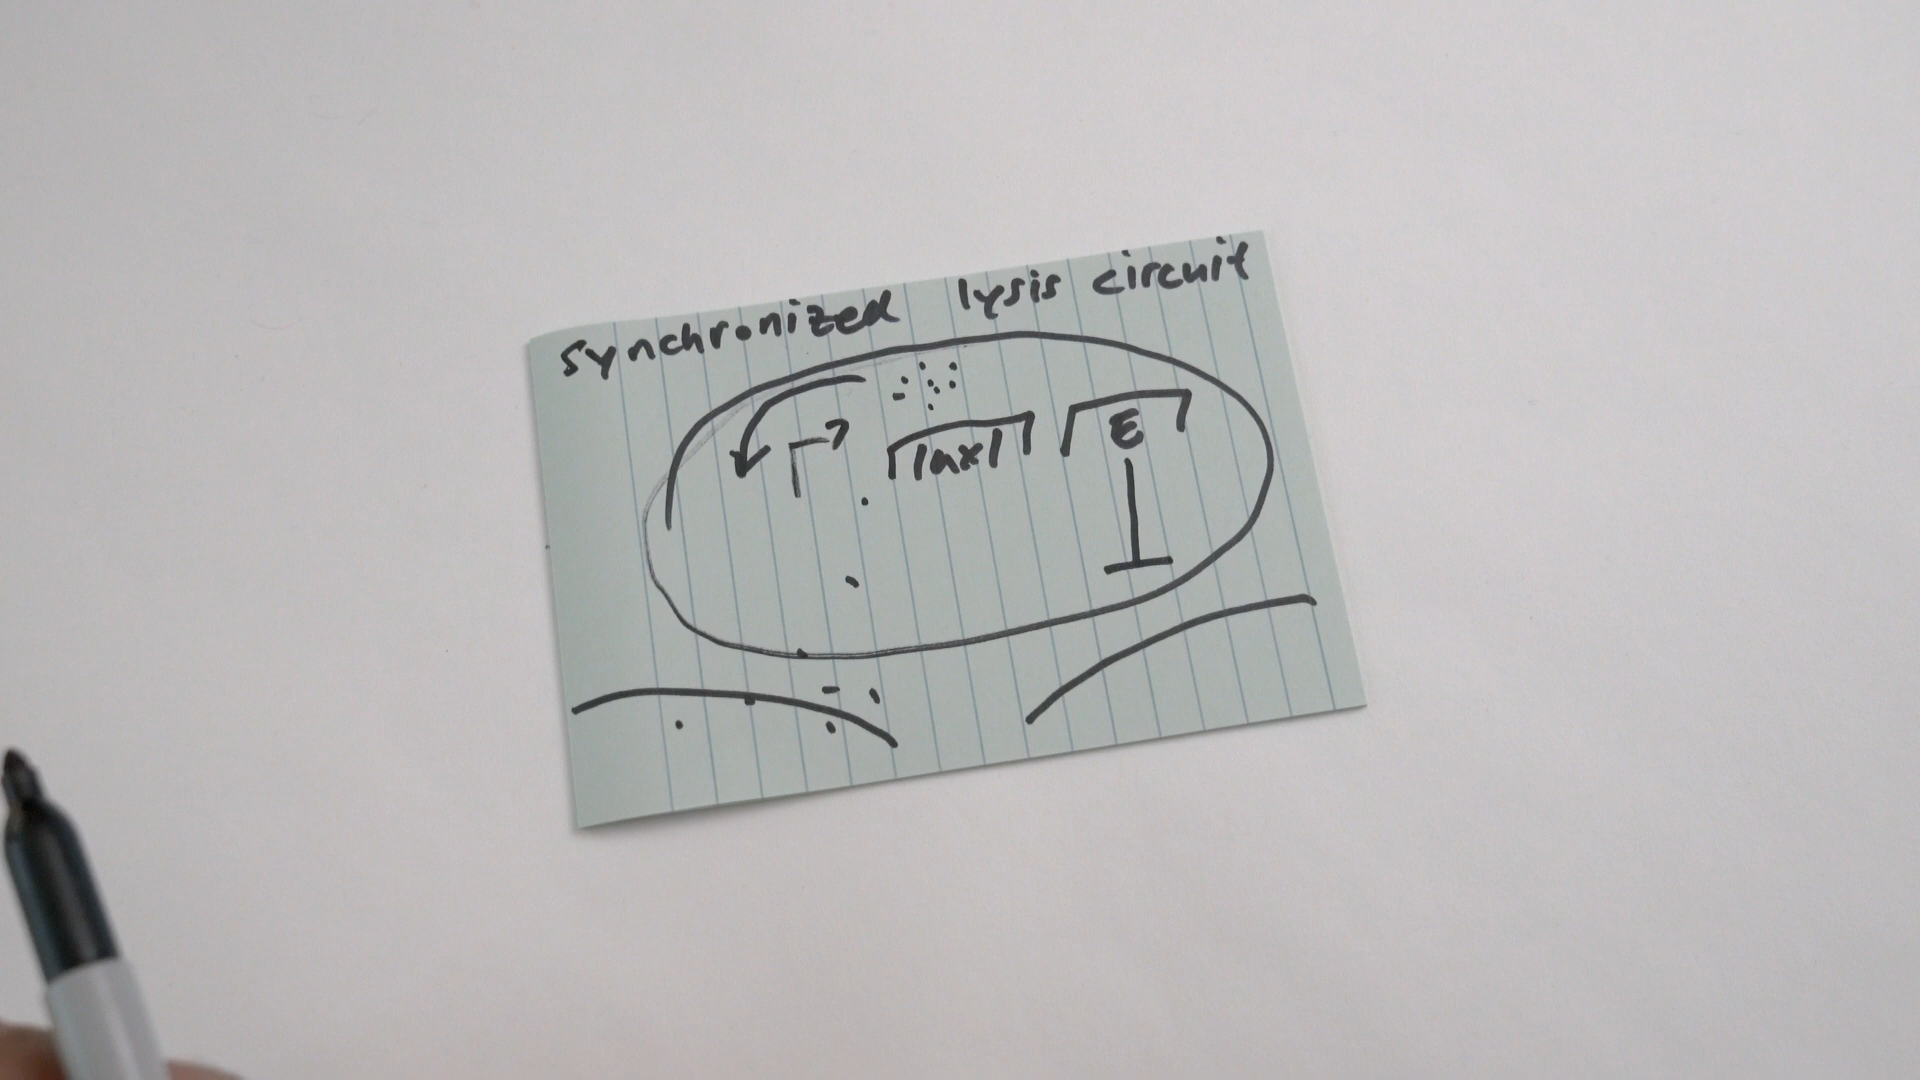 synchronized lysis circuit
luxI
ε